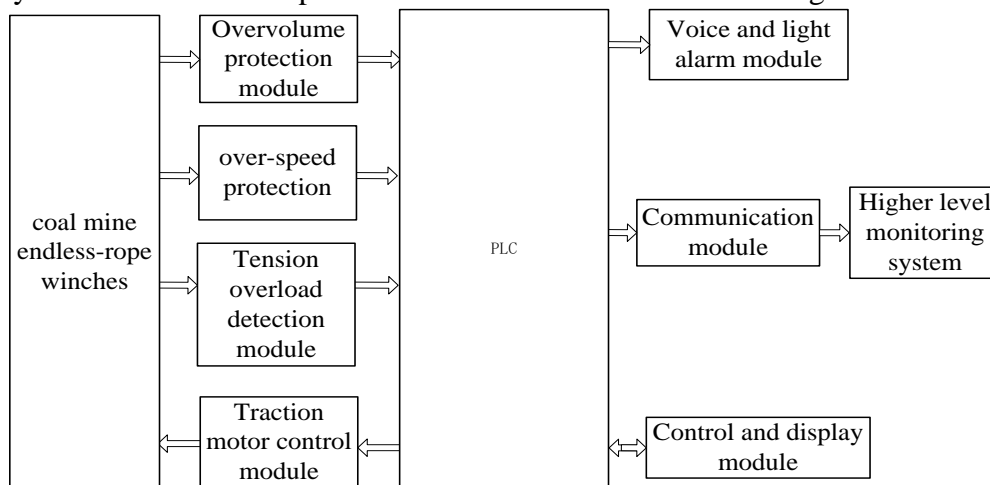 Overvolume
protection
module
over-speed
protection
coal mine
endless-rope
winches
Tension
overload
detection
module
Traction
motor control
module
PLC
Voice and light
alarm module
Communication
module
Higher level
monitoring
system
Control and display
module